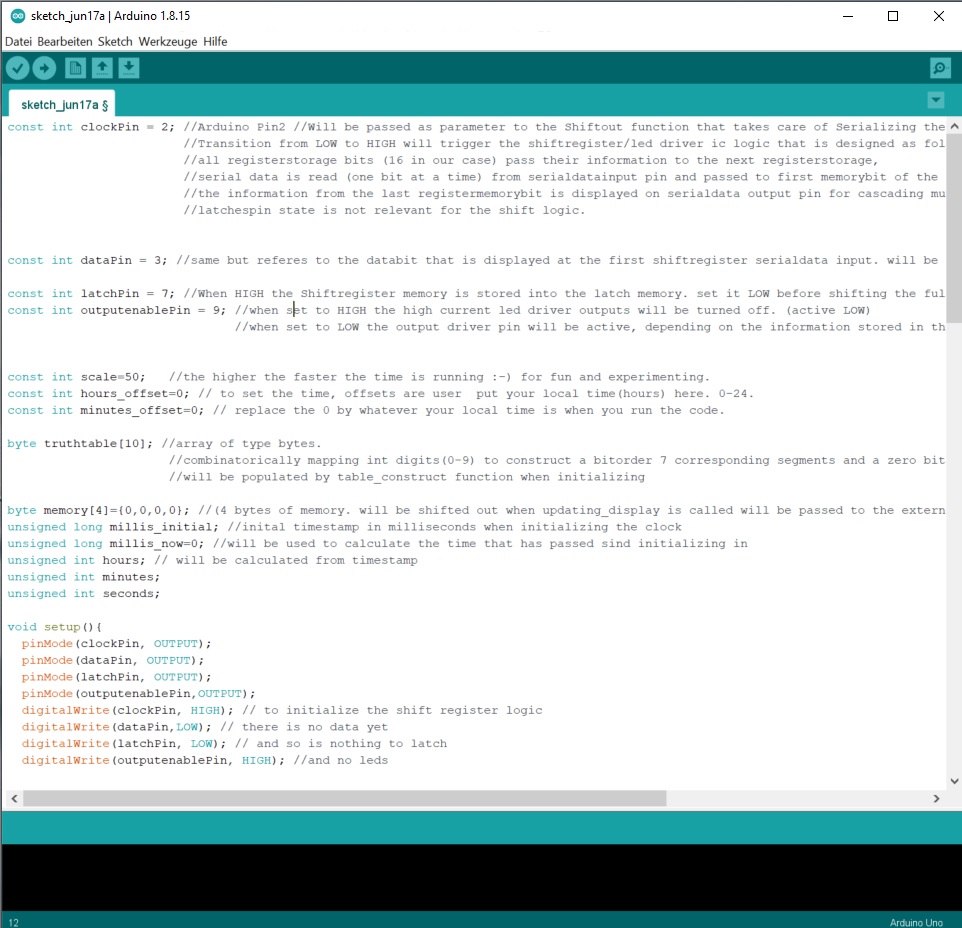 sketch_jun17a | Arduino 1.8.15
Datei Bearbeiten Sketch Werkzeuge Hilfe
sketch_jun17a §
const int clockPin = 2; //Arduino Pin2 //Will be passed as parameter to the Shiftout function that takes care of Serializing the
//Transition from LOW to HIGH will trigger the shiftregister/led driver ic logic that is designed as fol
//all registerstorage bits (16 in our case) pass their information to the next registerstorage,
//serial data is read (one bit at a time) from serialdatainput pin and passed to first memorybit of the
//the information from the last registermemorybit is displayed on serialdata output pin for cascading mu
//latchespin state is not relevant for the shift logic.
const int dataPin = 3; //same but referes to the databit that is displayed at the first shiftregister serialdata input. will be
const int latchPin = 7; //When HIGH the Shiftregister memory is stored into the latch memory. set it LOW before shifting the ful
const int outputenablePin = 9; //when set to HIGH the high current led driver outputs will be turned off. (active LOW)
//when set to LOW the output driver pin will be active, depending on the information stored in th
const int scale=50; //the higher the faster the time is running :-) for fun and experimenting.
const int hours_offset=0; // to set the time, offsets are user put your local time(hours) here. 0-24.
const int minutes_offset=0; // replace the 0 by whatever your local time is when you run the code.
byte truthtable[10]; //array of type bytes.
//combinatorically mapping int digits(0-9) to construct a bitorder 7 corresponding segments and a zero bit
//will be populated by table_construct function when initializing
byte memory[4]={0,0,0,0}; //(4 bytes of memory. will be shifted out when updating_display is called will be passed to the extern
unsigned long millis_initial; //inital timestamp in milliseconds when initializing the clock
unsigned long millis_now=0; //will be used to calculate the time that has passed sind initializing in
unsigned int hours; // will be calculated from timestamp
unsigned int minutes;
unsigned int seconds;
void setup(){
pinMode(clockPin, OUTPUT);
pinMode(dataPin, OUTPUT);
pinMode(latchPin, OUTPUT);
pinMode(outputenablePin,OUTPUT);
digitalWrite(clockPin, HIGH); // to initialize the shift register logic
digitalWrite(dataPin,LOW); // there is no data yet
digitalWrite(latchPin, LOW); // and so is nothing to latch
digitalWrite(outputenablePin, HIGH); //and no leds
12
Arduino Uno